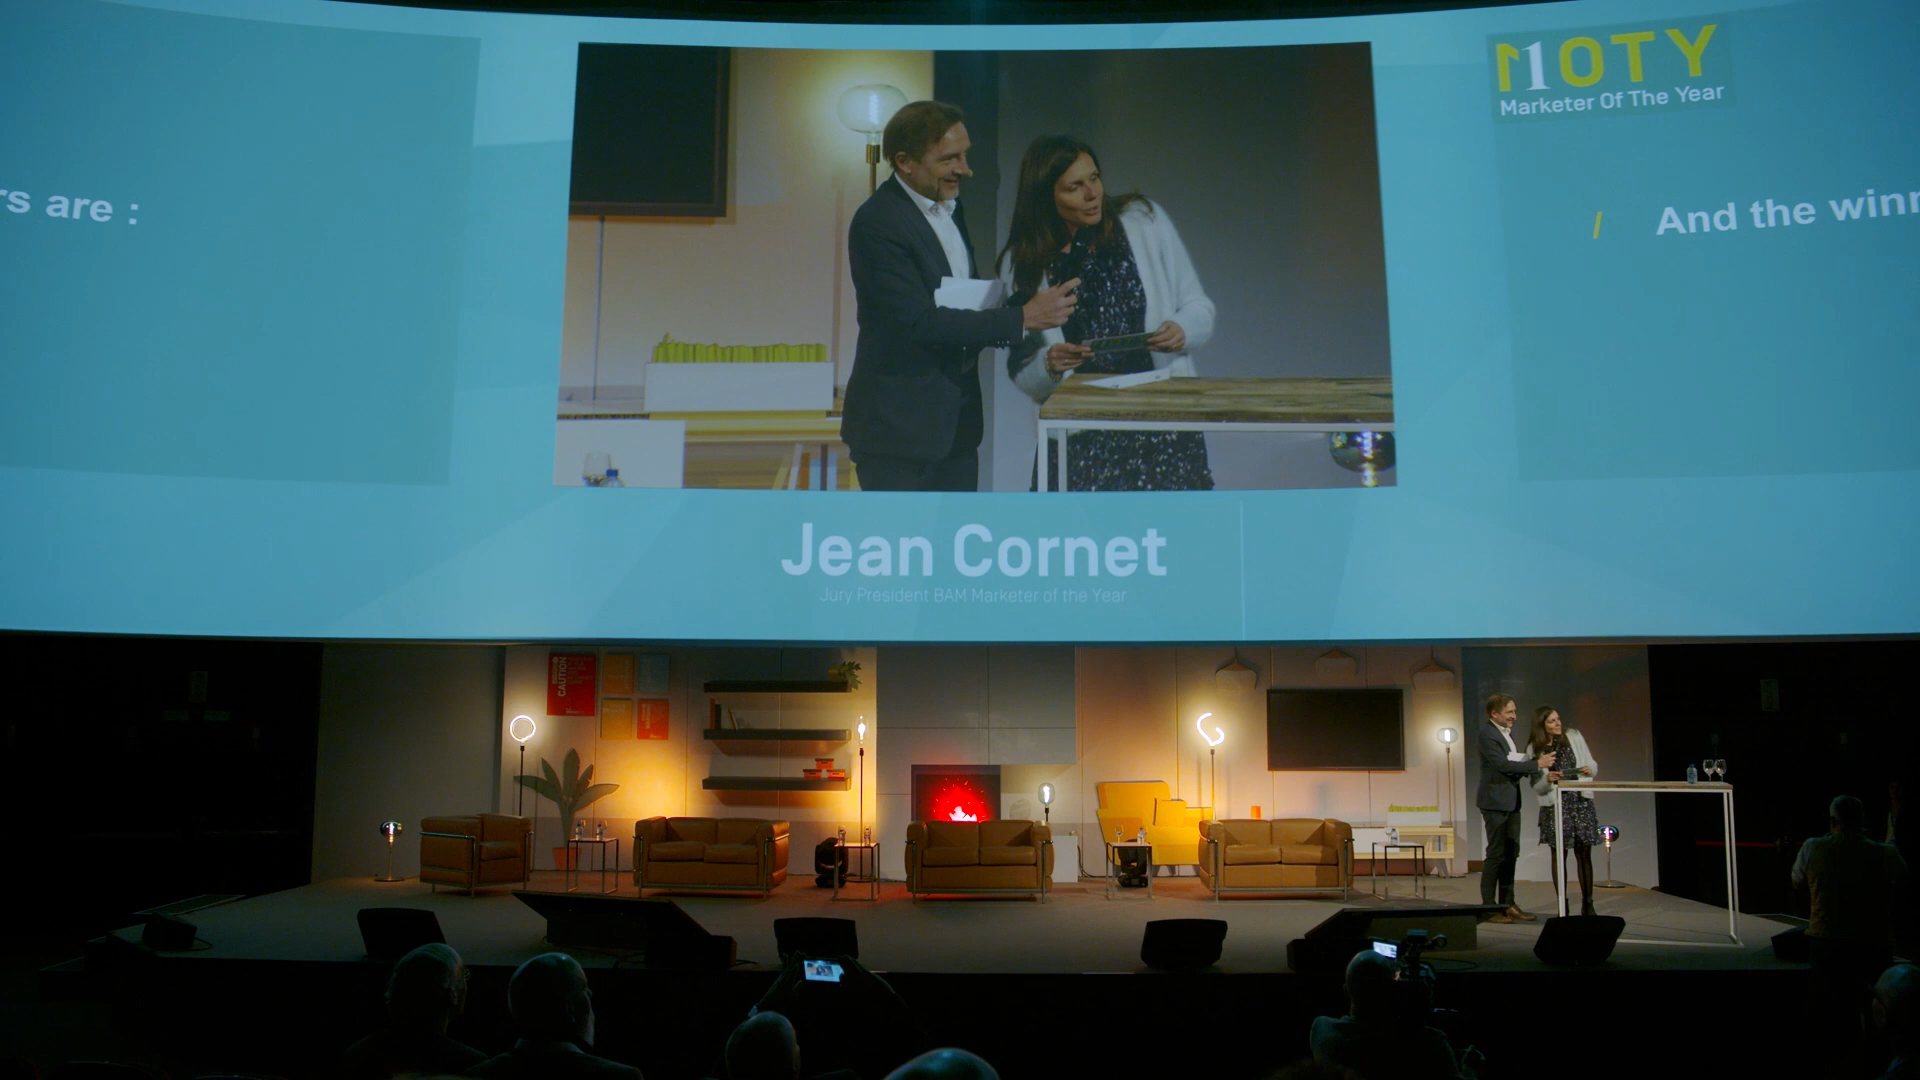 rs are :
MOTY
Marketer Of The Year
/ And the winn
Jean Cornet
Jury President BAM Marketer of the Year
CAUTION